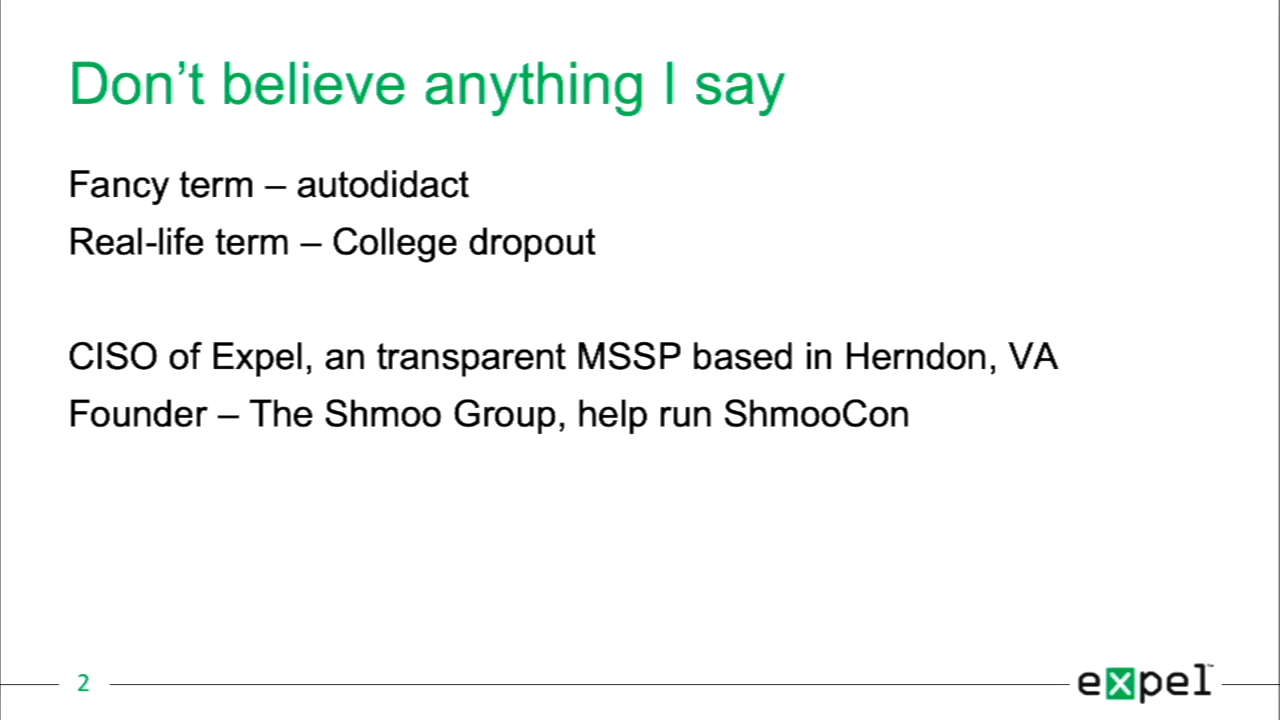 Don’t believe anything I say
Fancy term – autodidact
Real-life term – College dropout
CISO of Expel, an transparent MSSP based in Herndon, VA
Founder – The Shmoo Group, help run ShmooCon
2
expel™